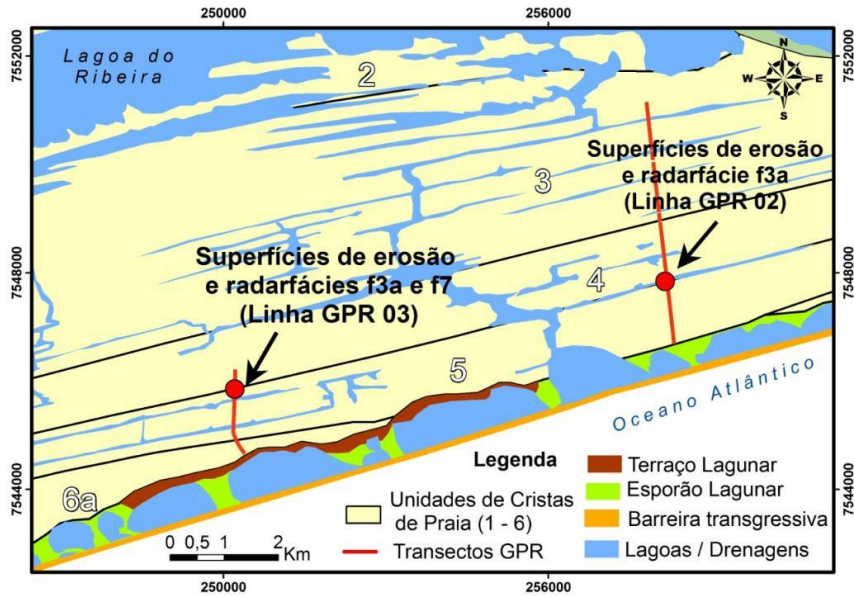 250000
256000
7552000
7552000
Lagoa do
Ribeira
2
N
W
E
S
Superfícies de erosão
e radarfácie f3a
(Linha GPR 02)
3
Superfícies de erosão
e radarfácies f3a e f7
(Linha GPR 03)
4
7548000
7548000
5
Oceano Atlântico
6a
7544000
7544000
Legenda
Unidades de Cristas
de Praia (1 - 6)
Transectos GPR
Terraço Lagunar
Esporão Lagunar
Barreira transgressiva
Lagoas / Drenagens
0 0,5 1 2
Km
250000
256000